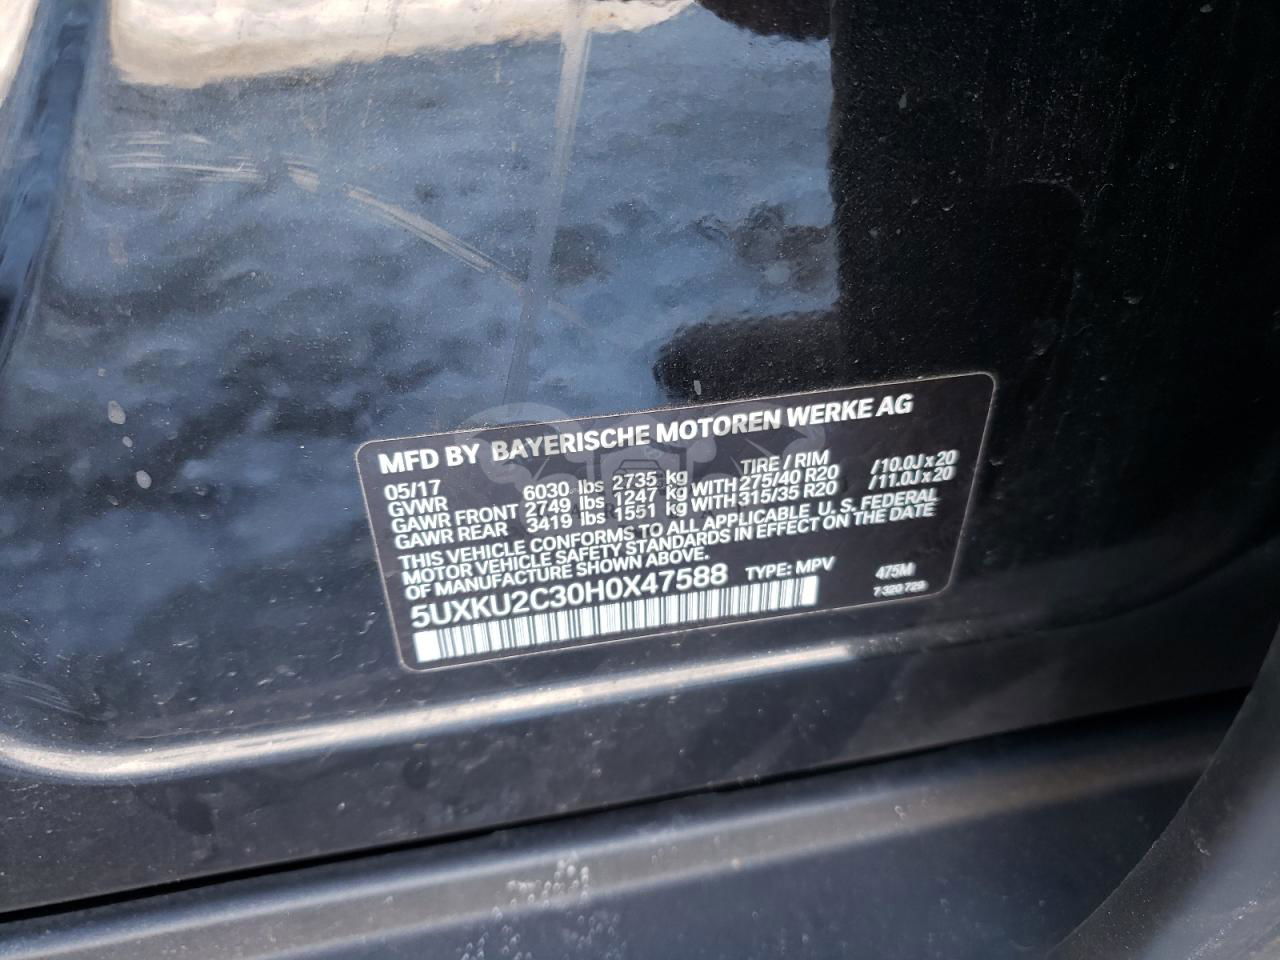 MFD BY BAYERISCHE MOTOREN WERKE AG
05/17 TIRE / RIM
GVWR 6030 lbs 2735 kg
GAWR FRONT 2749 lbs 1247 kg WITH 275/40 R20 /10.0J x 20
GAWR REAR 3419 lbs 1551 kg WITH 315/35 R20 /11.0J x 20
THIS VEHICLE CONFORMS TO ALL APPLICABLE U. S. FEDERAL
MOTOR VEHICLE SAFETY STANDARDS IN EFFECT ON THE DATE
OF MANUFACTURE SHOWN ABOVE.
5UXKU2C30H0X47588 TYPE: MPV 475M
7 320 729